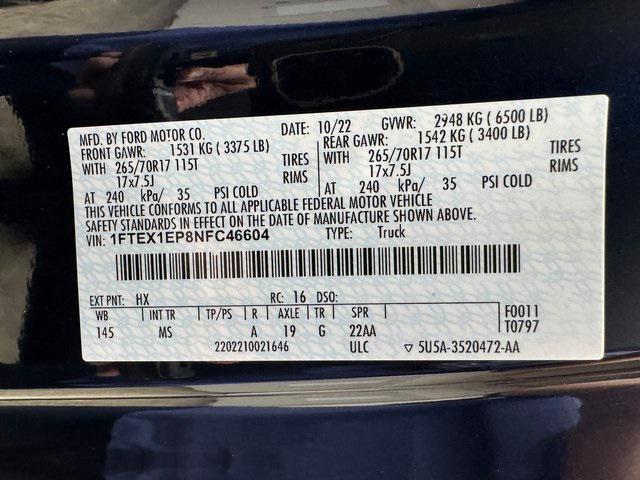 MFD. BY FORD MOTOR CO. DATE: 10/22 GVWR: 2948 KG ( 6500 LB)
FRONT GAWR: 1531 KG ( 3375 LB) REAR GAWR: 1542 KG ( 3400 LB)
WITH 265/70R17 115T TIRES WITH 265/70R17 115T TIRES
17x7.5J RIMS 17x7.5J RIMS
AT 240 kPa/ 35 PSI COLD AT 240 kPa/ 35 PSI COLD
THIS VEHICLE CONFORMS TO ALL APPLICABLE FEDERAL MOTOR VEHICLE
SAFETY STANDARDS IN EFFECT ON THE DATE OF MANUFACTURE SHOWN ABOVE.
VIN: 1FTEX1EP8NFC46604 TYPE: Truck
EXT PNT: HX RC: 16 DSO:
WB INT TR TP/PS R AXLE TR SPR F0011
145 MS A 19 G 22AA T0797
2202210021646 ULC ▽ 5U5A-3520472-AA